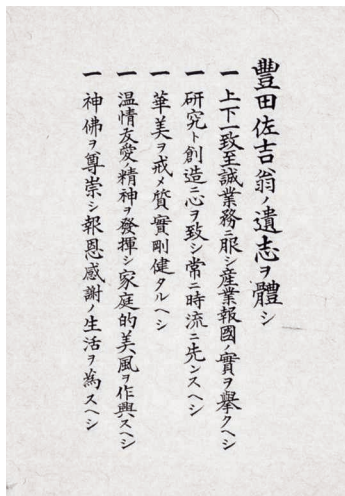 豐田佐吉翁ノ遺志ヲ體シ
一 上下一致至誠業務ニ服シ産業報國ノ實ヲ擧クヘシ
一 研究ト創造ニ心ヲ致シ常ニ時流ニ先ンスヘシ
一 華美ヲ戒メ質實剛健タルヘシ
一 温情友愛ノ精神ヲ發揮シ家庭的美風ヲ作興スヘシ
一 神佛ヲ尊崇シ報恩感謝ノ生活ヲ為スヘシ